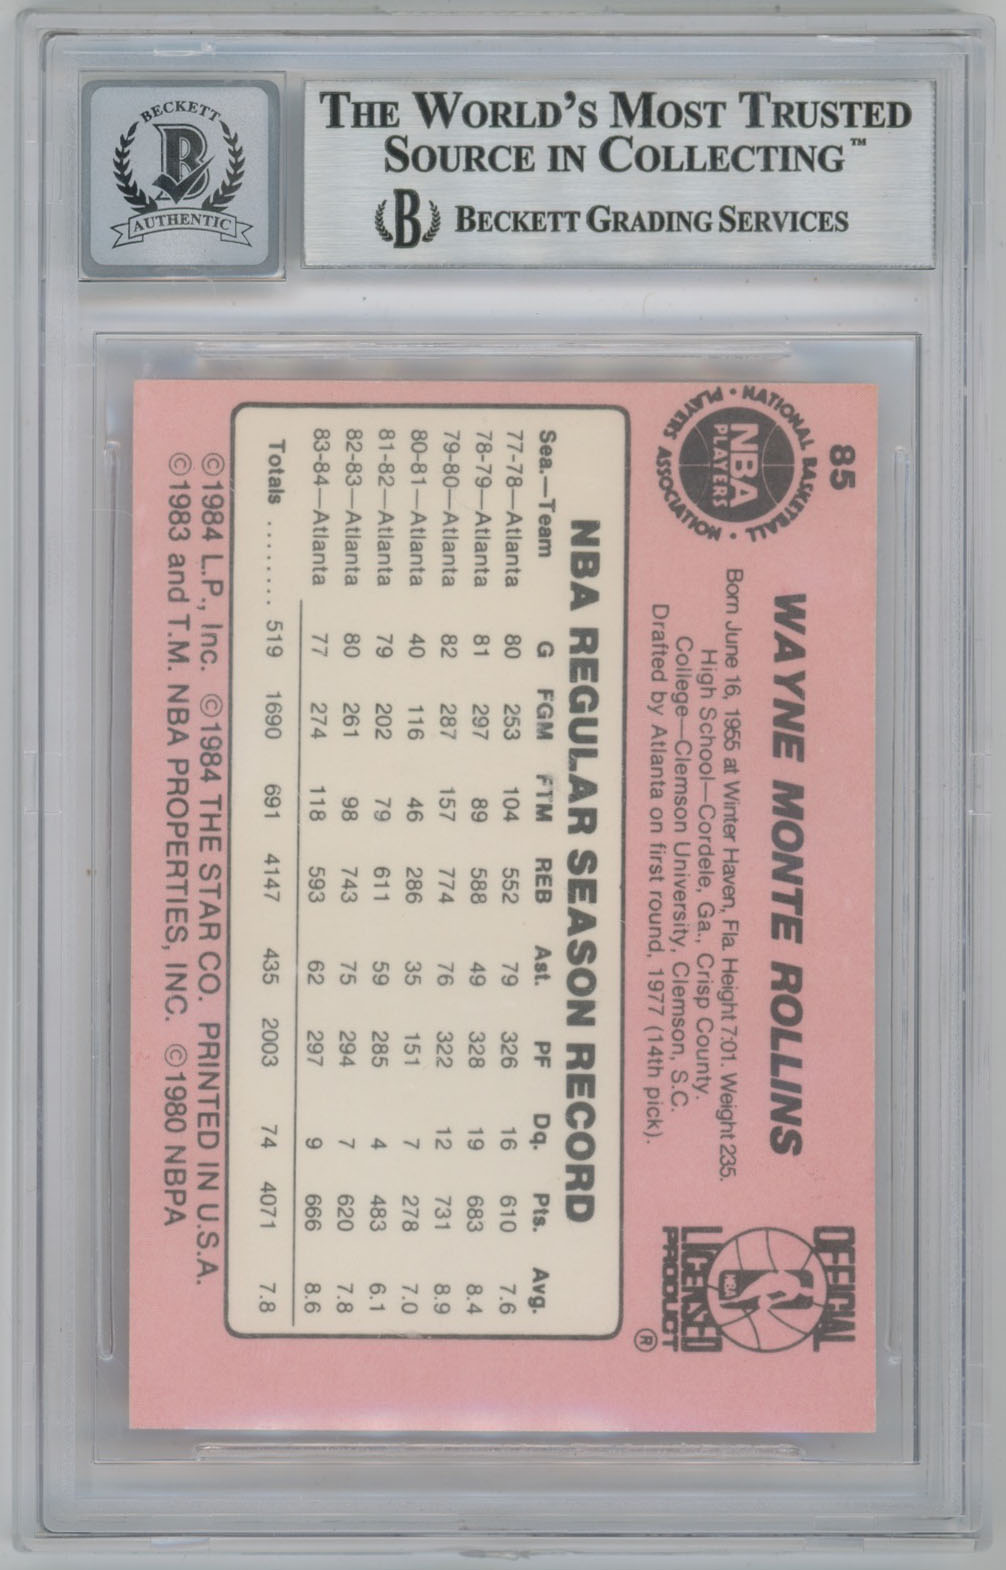 BECKETT
B
AUTHENTIC
THE WORLD'S MOST TRUSTED
SOURCE IN COLLECTING™
B BECKETT GRADING SERVICES
85
NATIONAL BASKETBALL
PLAYERS ASSOCIATION
NBA
PLAYERS
WAYNE MONTE ROLLINS
Born June 16, 1955 at Winter Haven, Fla. Height 7:01. Weight 235.
High School—Cordele, Ga., Crisp County.
College—Clemson University, Clemson, S.C.
Drafted by Atlanta on first round, 1977 (14th pick).
OFFICIAL
NBA
LICENSED
PRODUCT
®
NBA REGULAR SEASON RECORD
Sea.—Team G FGM FTM REB Ast. PF Dq. Pts. Avg.
77-78—Atlanta 80 253 104 552 79 326 16 610 7.6
78-79—Atlanta 81 297 89 588 49 328 19 683 8.4
79-80—Atlanta 82 287 157 774 76 322 12 731 8.9
80-81—Atlanta 40 116 46 286 35 151 7 278 7.0
81-82—Atlanta 79 202 79 611 59 285 4 483 6.1
82-83—Atlanta 80 261 98 743 75 294 7 620 7.8
83-84—Atlanta 77 274 118 593 62 297 9 666 8.6
Totals ....... 519 1690 691 4147 435 2003 74 4071 7.8
©1984 L.P., Inc. ©1984 THE STAR CO. PRINTED IN U.S.A.
©1983 and T.M. NBA PROPERTIES, INC. ©1980 NBPA